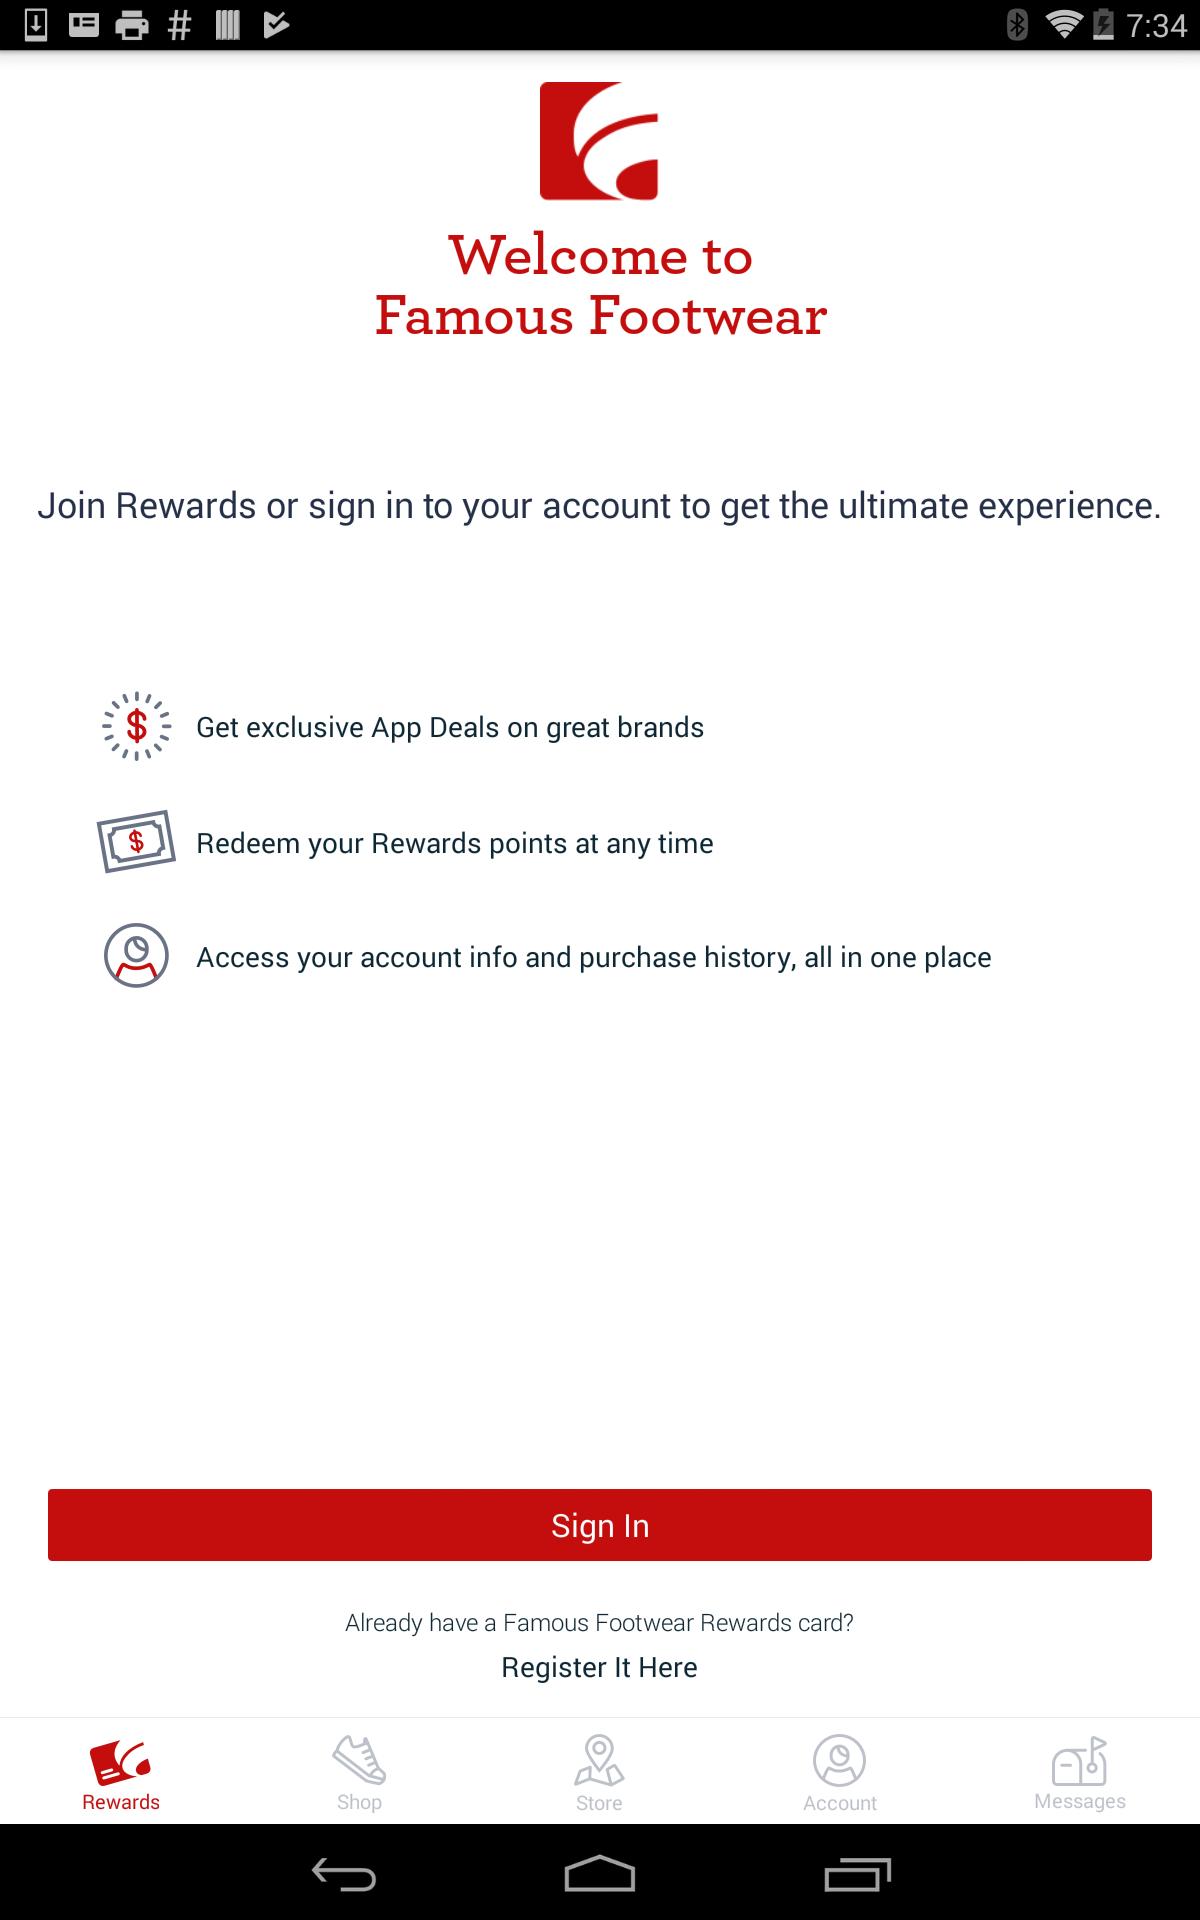 7:34
Welcome to
Famous Footwear
Join Rewards or sign in to your account to get the ultimate experience.
Get exclusive App Deals on great brands
Redeem your Rewards points at any time
Access your account info and purchase history, all in one place
Sign In
Already have a Famous Footwear Rewards card?
Register It Here
Rewards
Shop
Store
Account
Messages